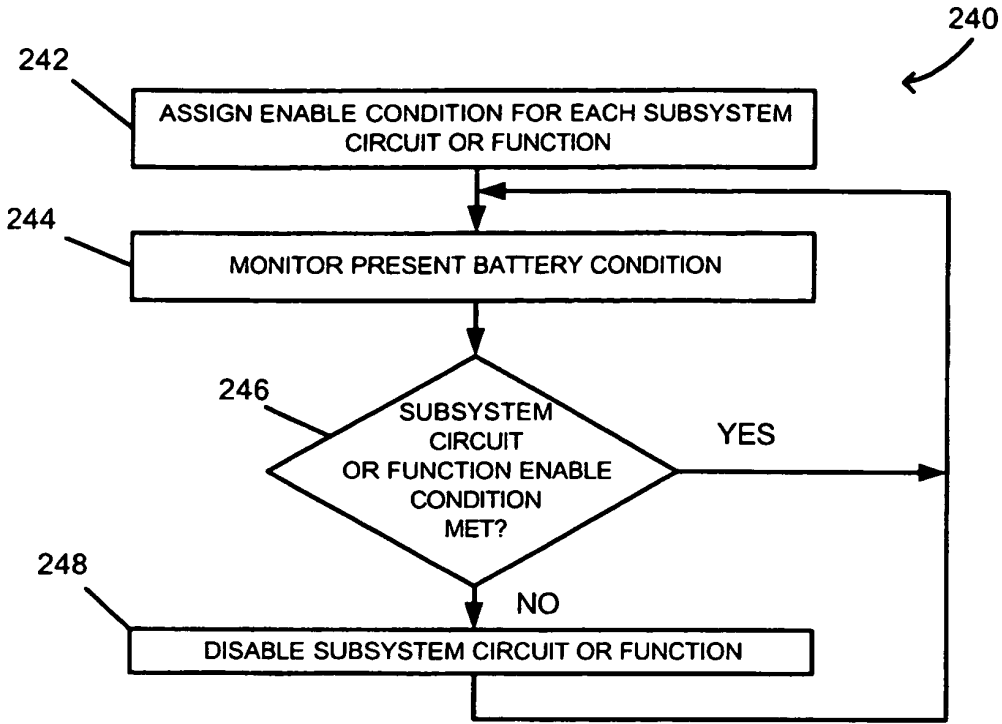 240
242
ASSIGN ENABLE CONDITION FOR EACH SUBSYSTEM
CIRCUIT OR FUNCTION
244
MONITOR PRESENT BATTERY CONDITION
246
SUBSYSTEM
CIRCUIT
OR FUNCTION ENABLE
CONDITION
MET?
YES
NO
248
DISABLE SUBSYSTEM CIRCUIT OR FUNCTION